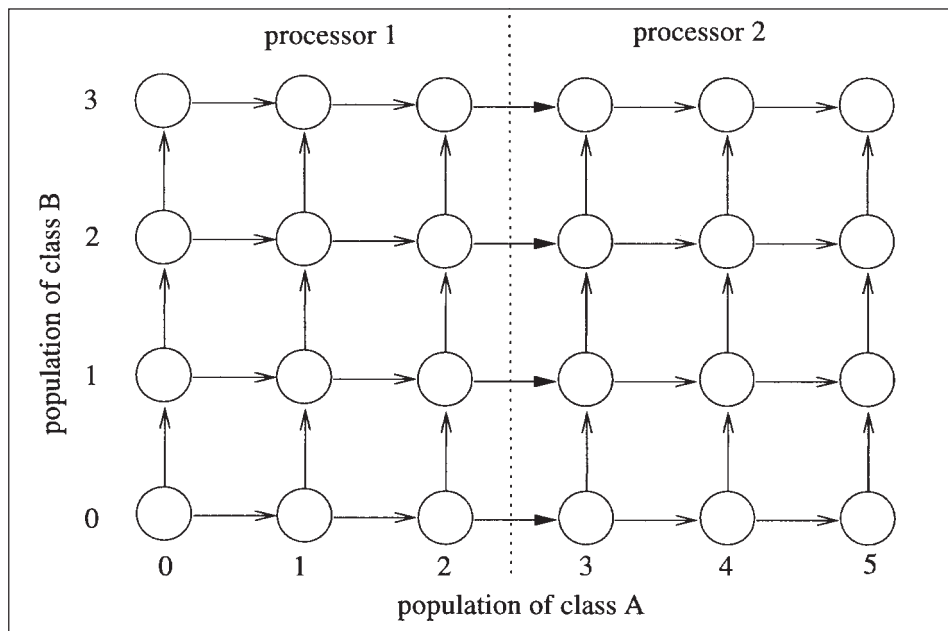 processor 1
processor 2
3
2
1
0
population of class B
0 1 2 3 4 5
population of class A